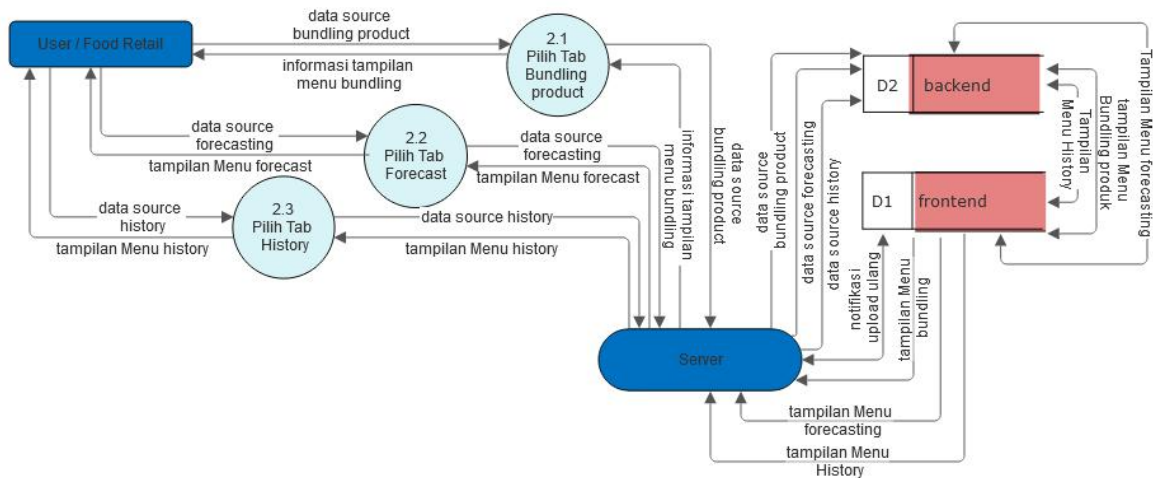 User / Food Retail
data source
bundling product
informasi tampilan
menu bundling
2.1
Pilih Tab
Bundling
product
data source
forecasting
tampilan Menu forecast
2.2
Pilih Tab
Forecast
data source
forecasting
tampilan Menu forecast
data source
history
tampilan Menu history
2.3
Pilih Tab
History
data source history
tampilan Menu history
informasi tampilan
menu bundling
data source
bundling product
data source
bundling product
data source forecasting
data source history
D2
backend
D1
frontend
Tampilan
Menu History
tampilan Menu
Bundling produk
Tampilan Menu forecasting
notifikasi
upload ulang
tampilan Menu
bundling
Server
tampilan Menu
forecasting
tampilan Menu
History